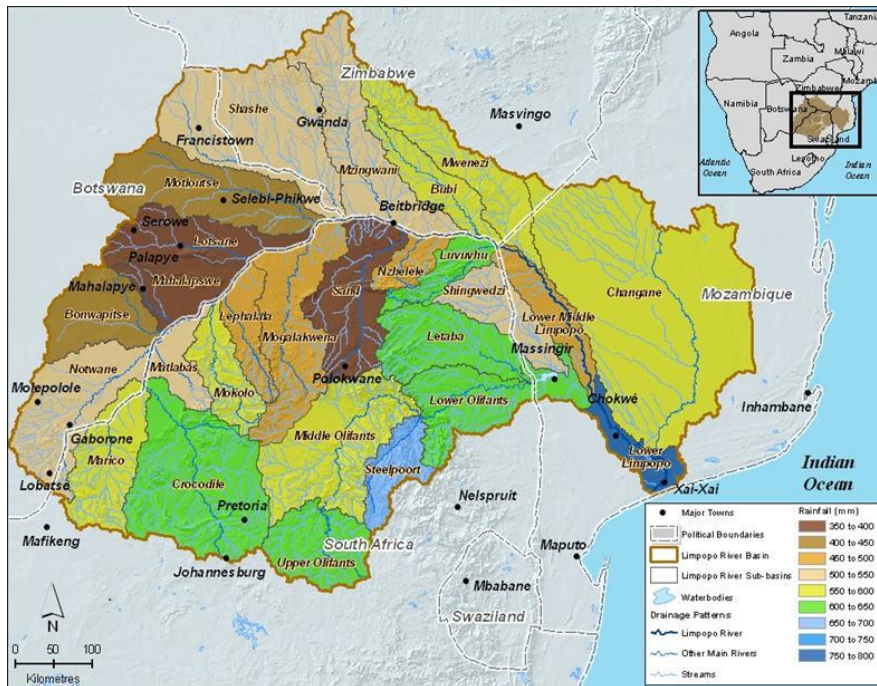 Zimbabwe
Masvingo
Shashe
Gwanda
Francistown
Mzingwani
Mwenezi
Bubi
Botswana
Motloutse
Selebi-Phikwe
Beitbridge
Serowe
Palapye
Lotsane
Mahalapswe
Mahalapye
Bonwapitse
Sand
Nzhelele
Luvuvhu
Shingwedzi
Lower Middle
Limpopo
Changane
Mozambique
Lephalala
Mogalakwena
Letaba
Massingir
Notwane
Matlabas
Mokolo
Polokwane
Molepolole
Gaborone
Marico
Lobatse
Mafikeng
Crocodile
Pretoria
Johannesburg
Middle Olifants
Lower Olifants
Steelpoort
Upper Olifants
South Africa
Chokwé
Lower
Limpopo
Xai-Xai
Inhambane
Indian
Ocean
Nelspruit
Maputo
Mbabane
Swaziland
N
0 50 100
Kilometres
Angola
Zambia
Tanzania
Malawi
Mozam
Zimbabwe
Namibia
Botswana
Swaziland
Lesotho
South Africa
Atlantic
Ocean
Indian
Ocean
Major Towns
Political Boundaries
Limpopo River Basin
Limpopo River Sub-basins
Waterbodies
Drainage Patterns
Limpopo River
Other Main Rivers
Streams
Rainfall (mm)
350 to 400
400 to 450
450 to 500
500 to 550
550 to 600
600 to 650
650 to 700
700 to 750
750 to 800